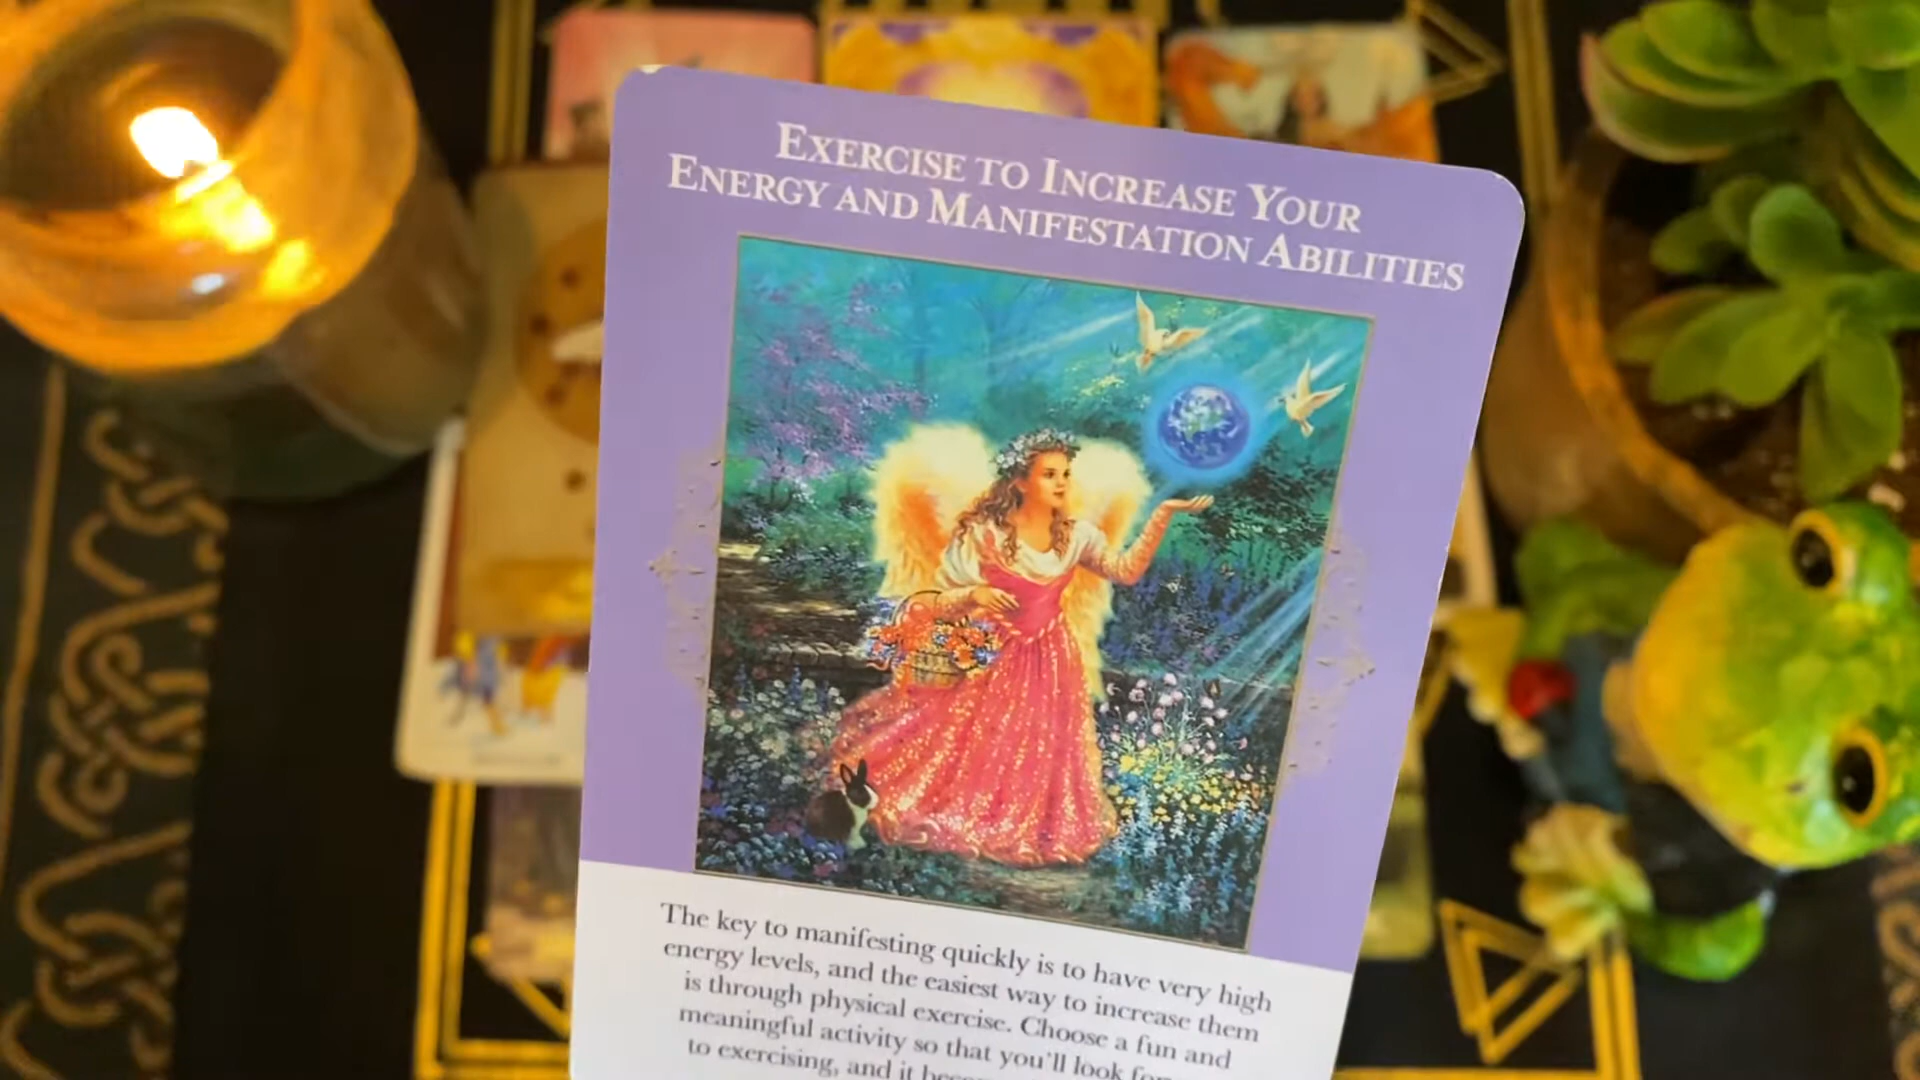 EXERCISE TO INCREASE YOUR
ENERGY AND MANIFESTATION ABILITIES
The key to manifesting quickly is to have very high
energy levels, and the easiest way to increase them
is through physical exercise. Choose a fun and
meaningful activity so that you'll look
to exercising, and it